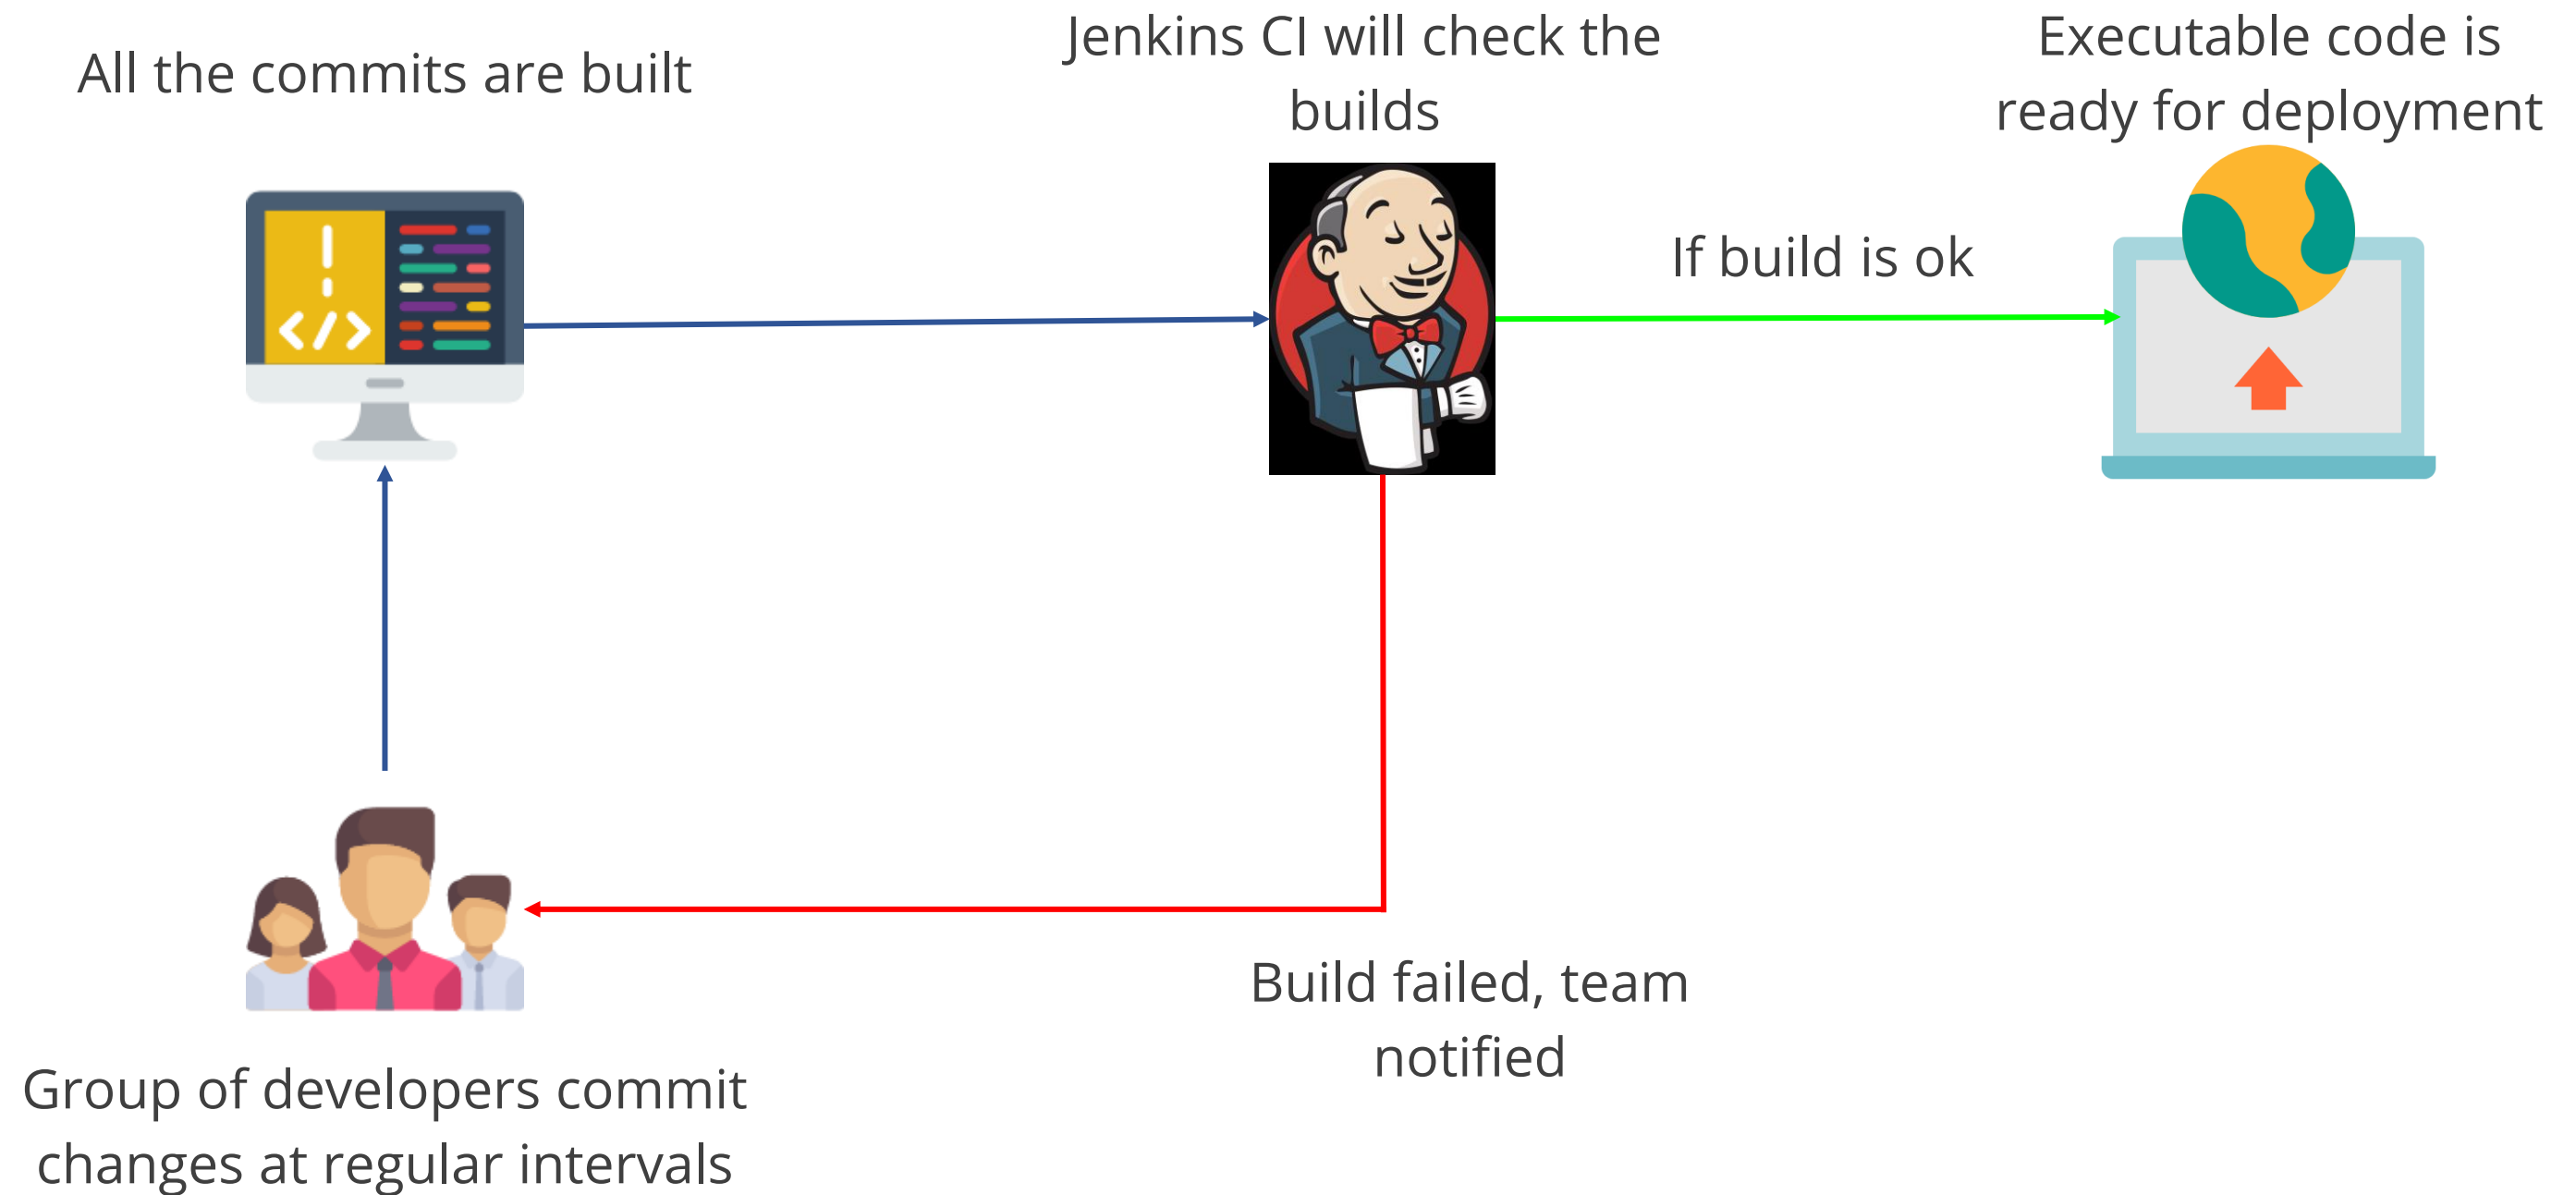 All the commits are built
Jenkins CI will check the
builds
Executable code is
ready for deployment
If build is ok
Build failed, team
notified
Group of developers commit
changes at regular intervals